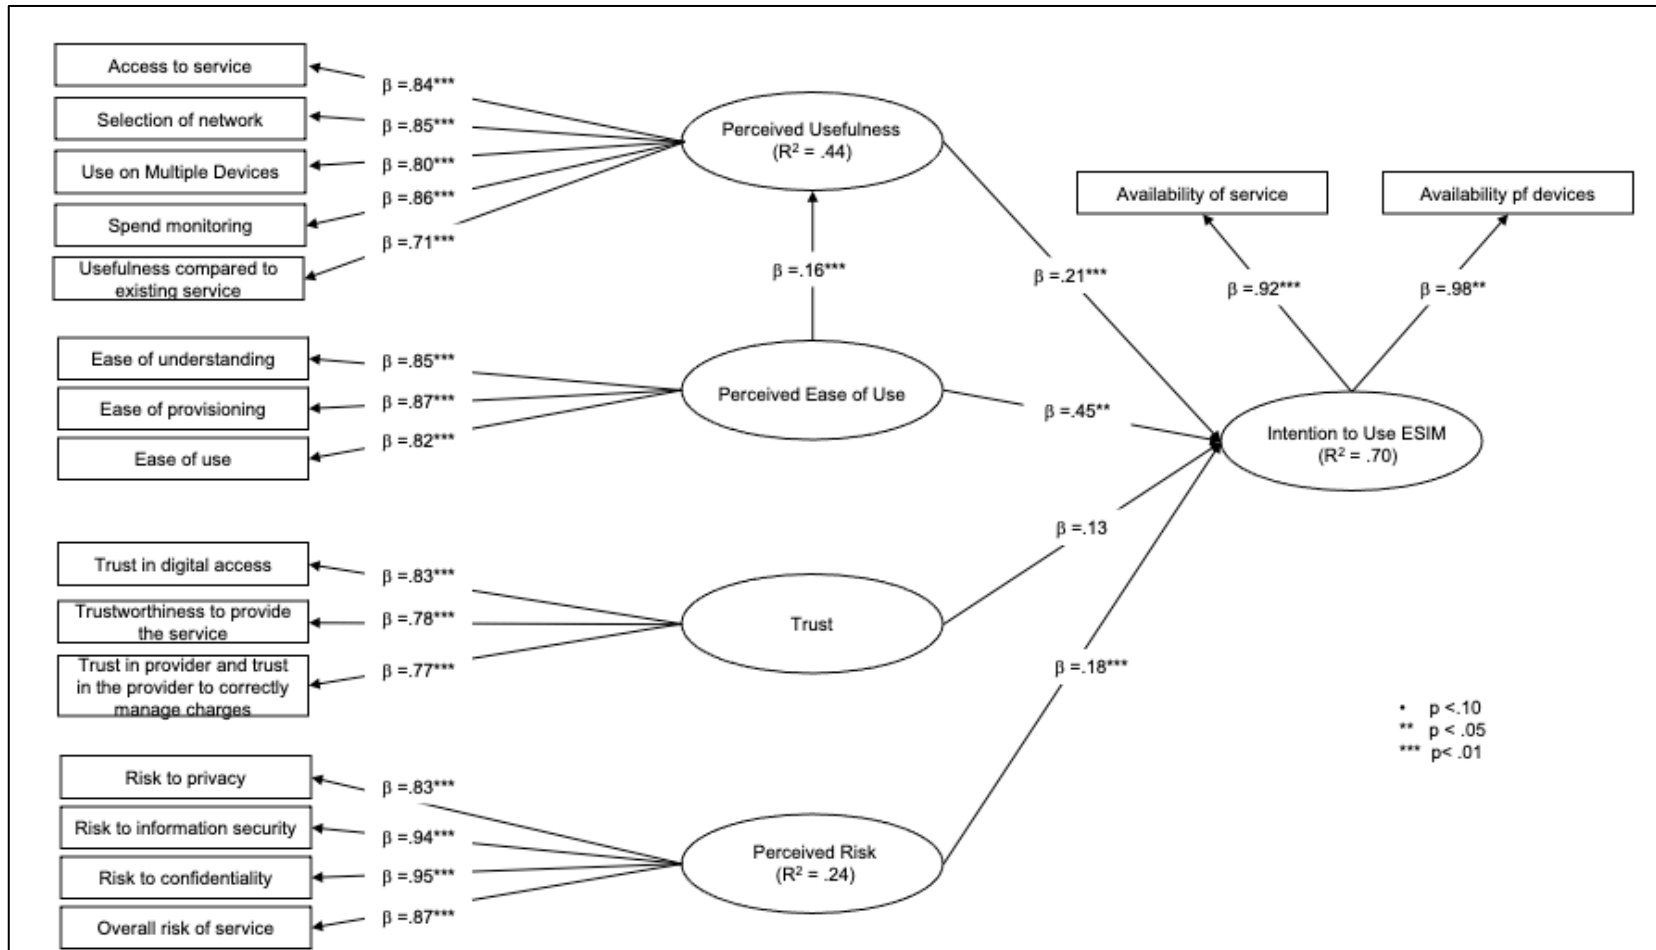 Access to service
β =.84***
Selection of network
β =.85***
Use on Multiple Devices
β =.80***
Spend monitoring
β =.86***
Usefulness compared to
existing service
β =.71***
Perceived Usefulness
(R² = .44)
β =.16***
β =.21***
Availability of service
Availability pf devices
β =.92***
β =.98**
Ease of understanding
β =.85***
Ease of provisioning
β =.87***
Ease of use
β =.82***
Perceived Ease of Use
β =.45**
Intention to Use ESIM
(R² = .70)
Trust in digital access
β =.83***
Trustworthiness to provide
the service
β =.78***
Trust in provider and trust
in the provider to correctly
manage charges
β =.77***
Trust
β =.13
β =.18***
Risk to privacy
β =.83***
Risk to information security
β =.94***
Risk to confidentiality
β =.95***
Overall risk of service
β =.87***
Perceived Risk
(R² = .24)
• p <.10
** p < .05
*** p< .01